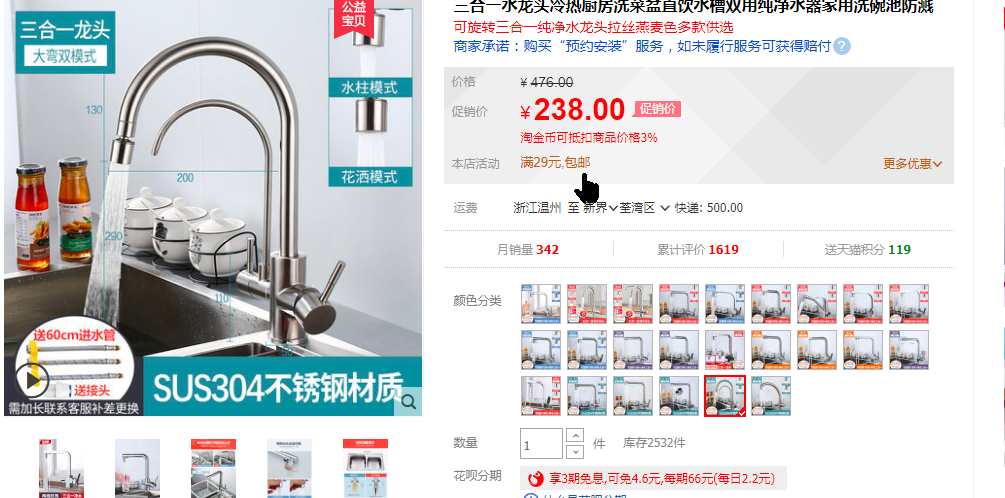 三合一水龙头冷热厨房洗菜盆直饮水槽双用纯净水器家用洗碗池防溅
可旋转三合一纯净水龙头拉丝燕麦色多款供选
商家承诺：购买“预约安装”服务，如未履行服务可获得赔付 ?
三合一龙头
大弯双模式
公益
宝贝
水柱模式
花洒模式
130
200
290
110
送60cm进水管
送接头
需加长联系客服补差更换
SUS304不锈钢材质
价格 ¥ 476.00
促销价 ¥ 238.00 促销价
淘金币可抵扣商品价格3%
本店活动 满29元,包邮 更多优惠
运费 浙江温州 至 新界 荃湾区 快递: 500.00
月销量 342 累计评价 1619 送天猫积分 119
颜色分类
数量 1 件 库存2532件
花呗分期 享3期免息,可免4.6元,每期66元(每日2.2元)